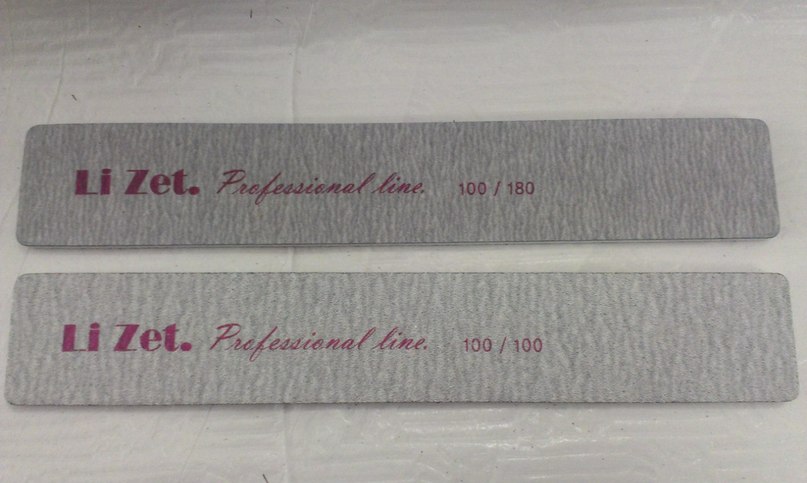 Li Zet. Professional line. 100 / 180
Li Zet. Professional line. 100 / 100